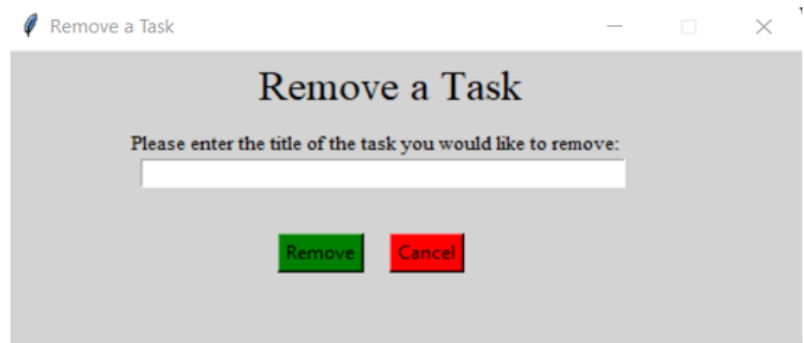 Remove a Task
Remove a Task
Please enter the title of the task you would like to remove:
Remove Cancel